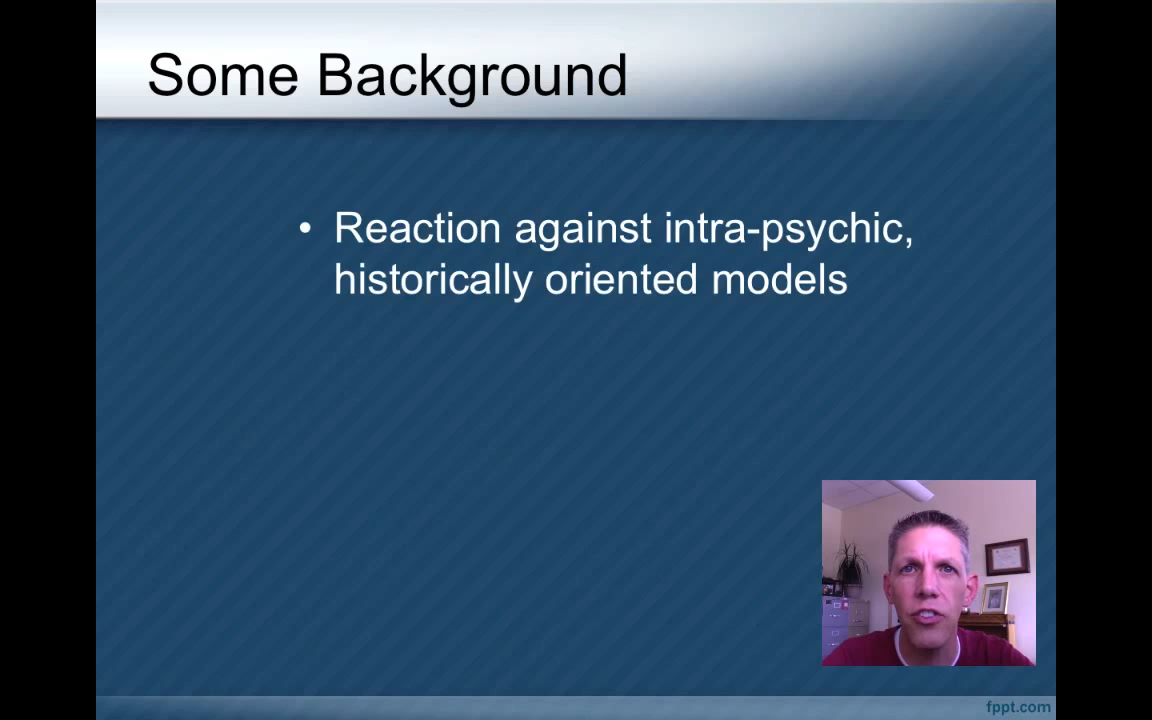 Some Background
• Reaction against intra-psychic,
historically oriented models
fppt.com